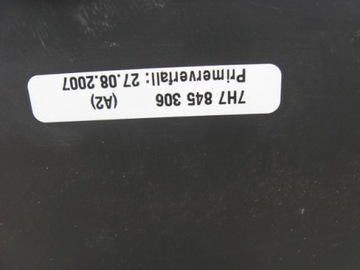 7H7 845 306 (A2)
Primerverfall: 27.08.2007